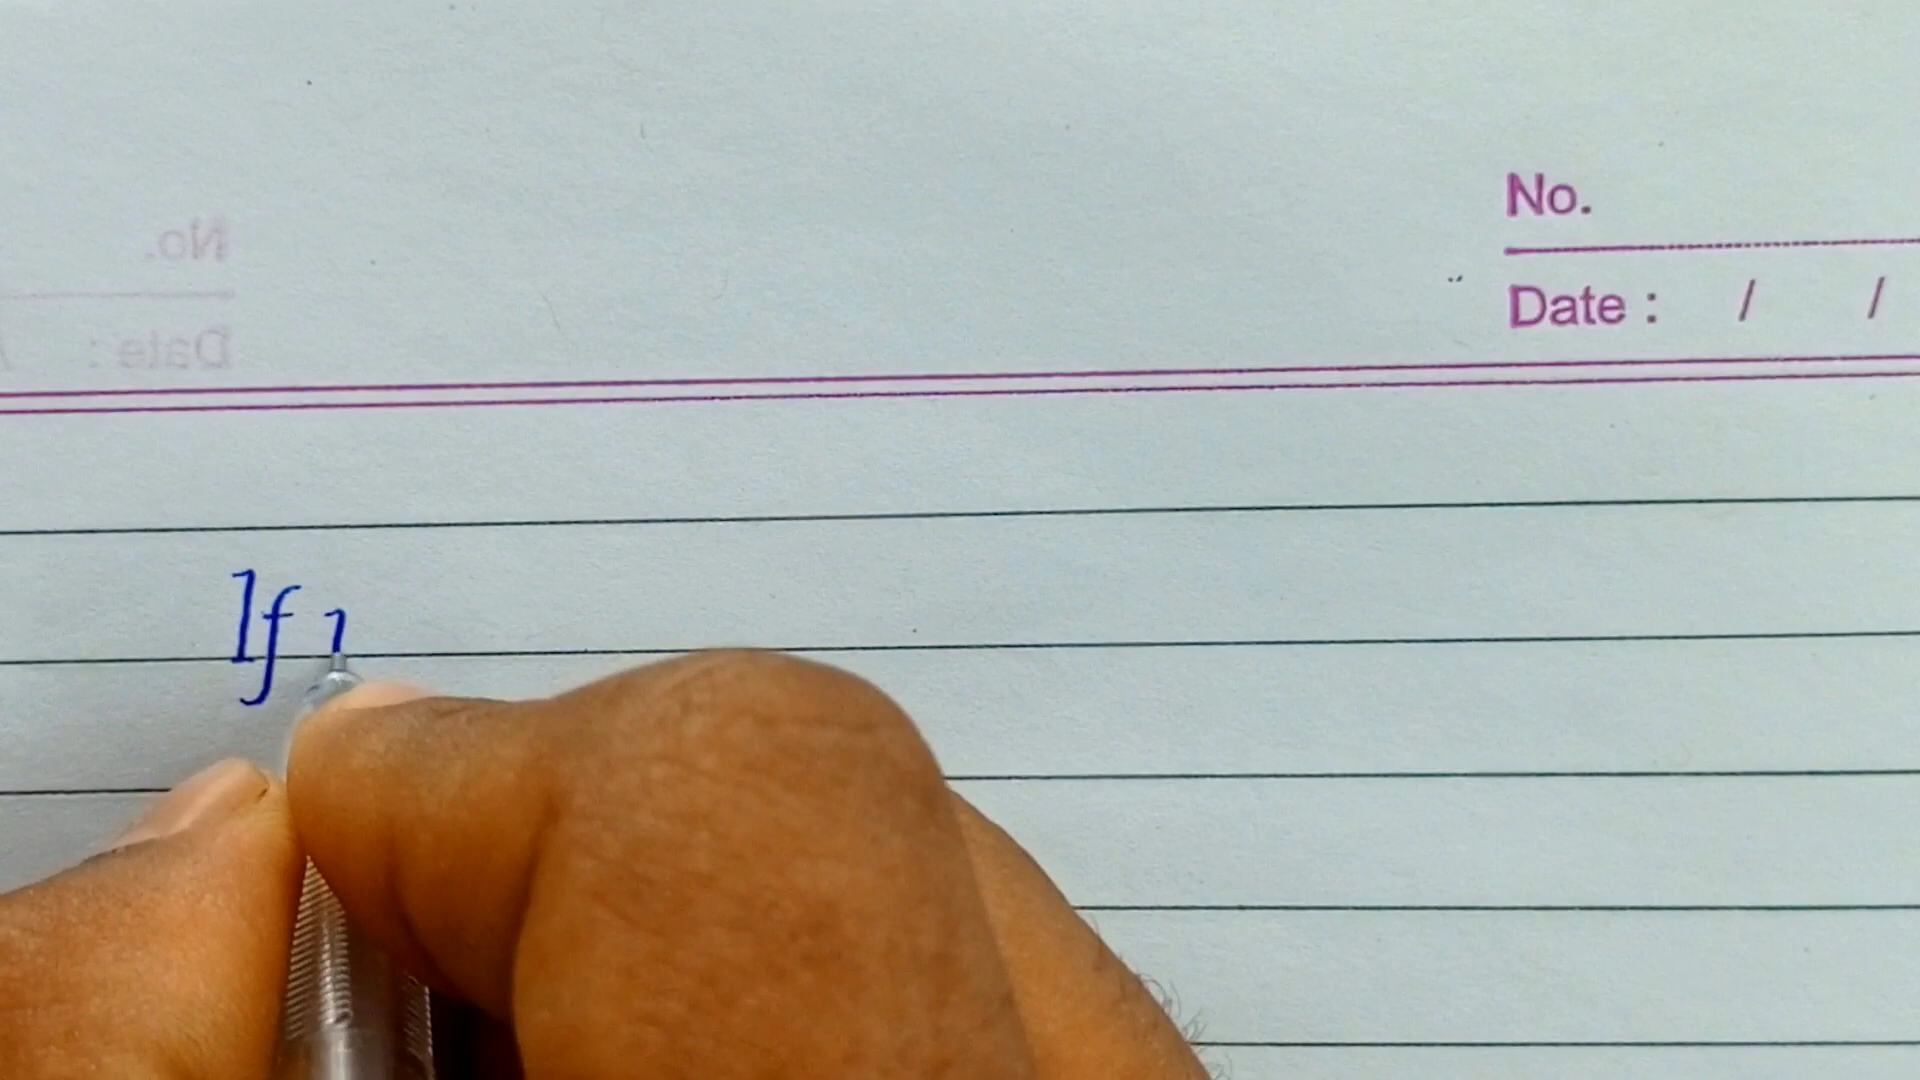 No.
Date : / /
If